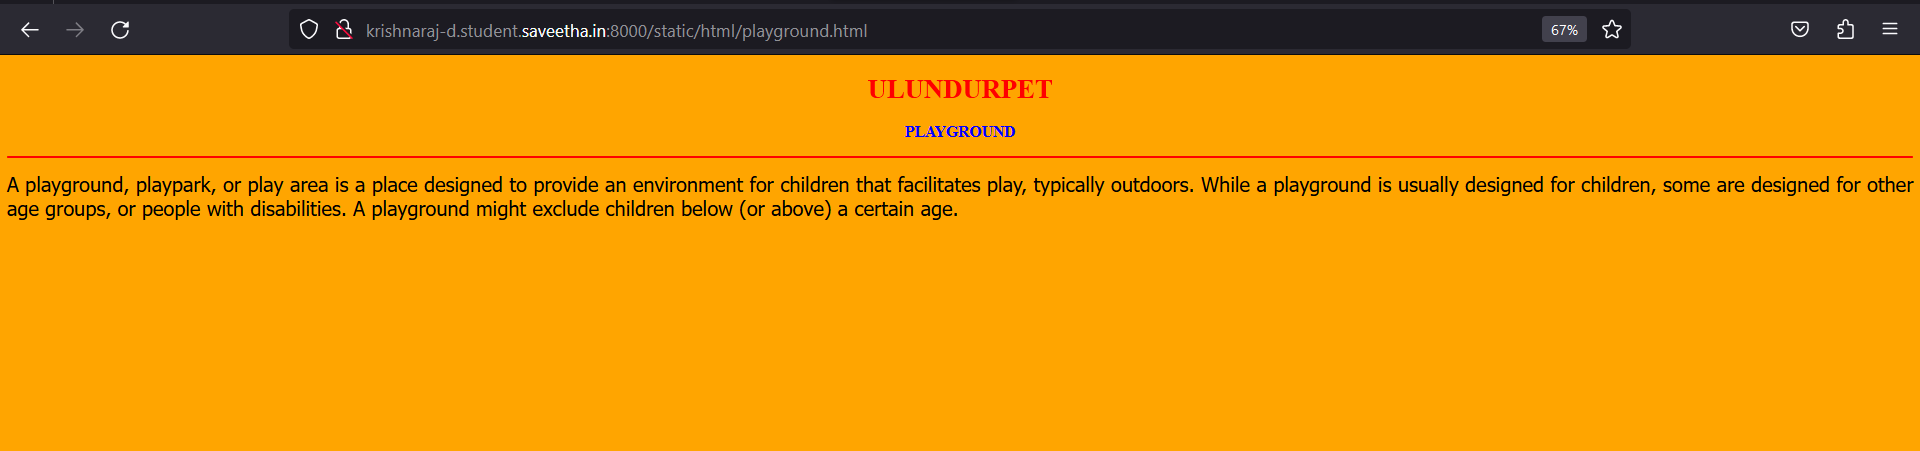 krishnaraj-d.student.saveetha.in:8000/static/html/playground.html 67%
ULUNDURPET
PLAYGROUND
A playground, playpark, or play area is a place designed to provide an environment for children that facilitates play, typically outdoors. While a playground is usually designed for children, some are designed for other
age groups, or people with disabilities. A playground might exclude children below (or above) a certain age.